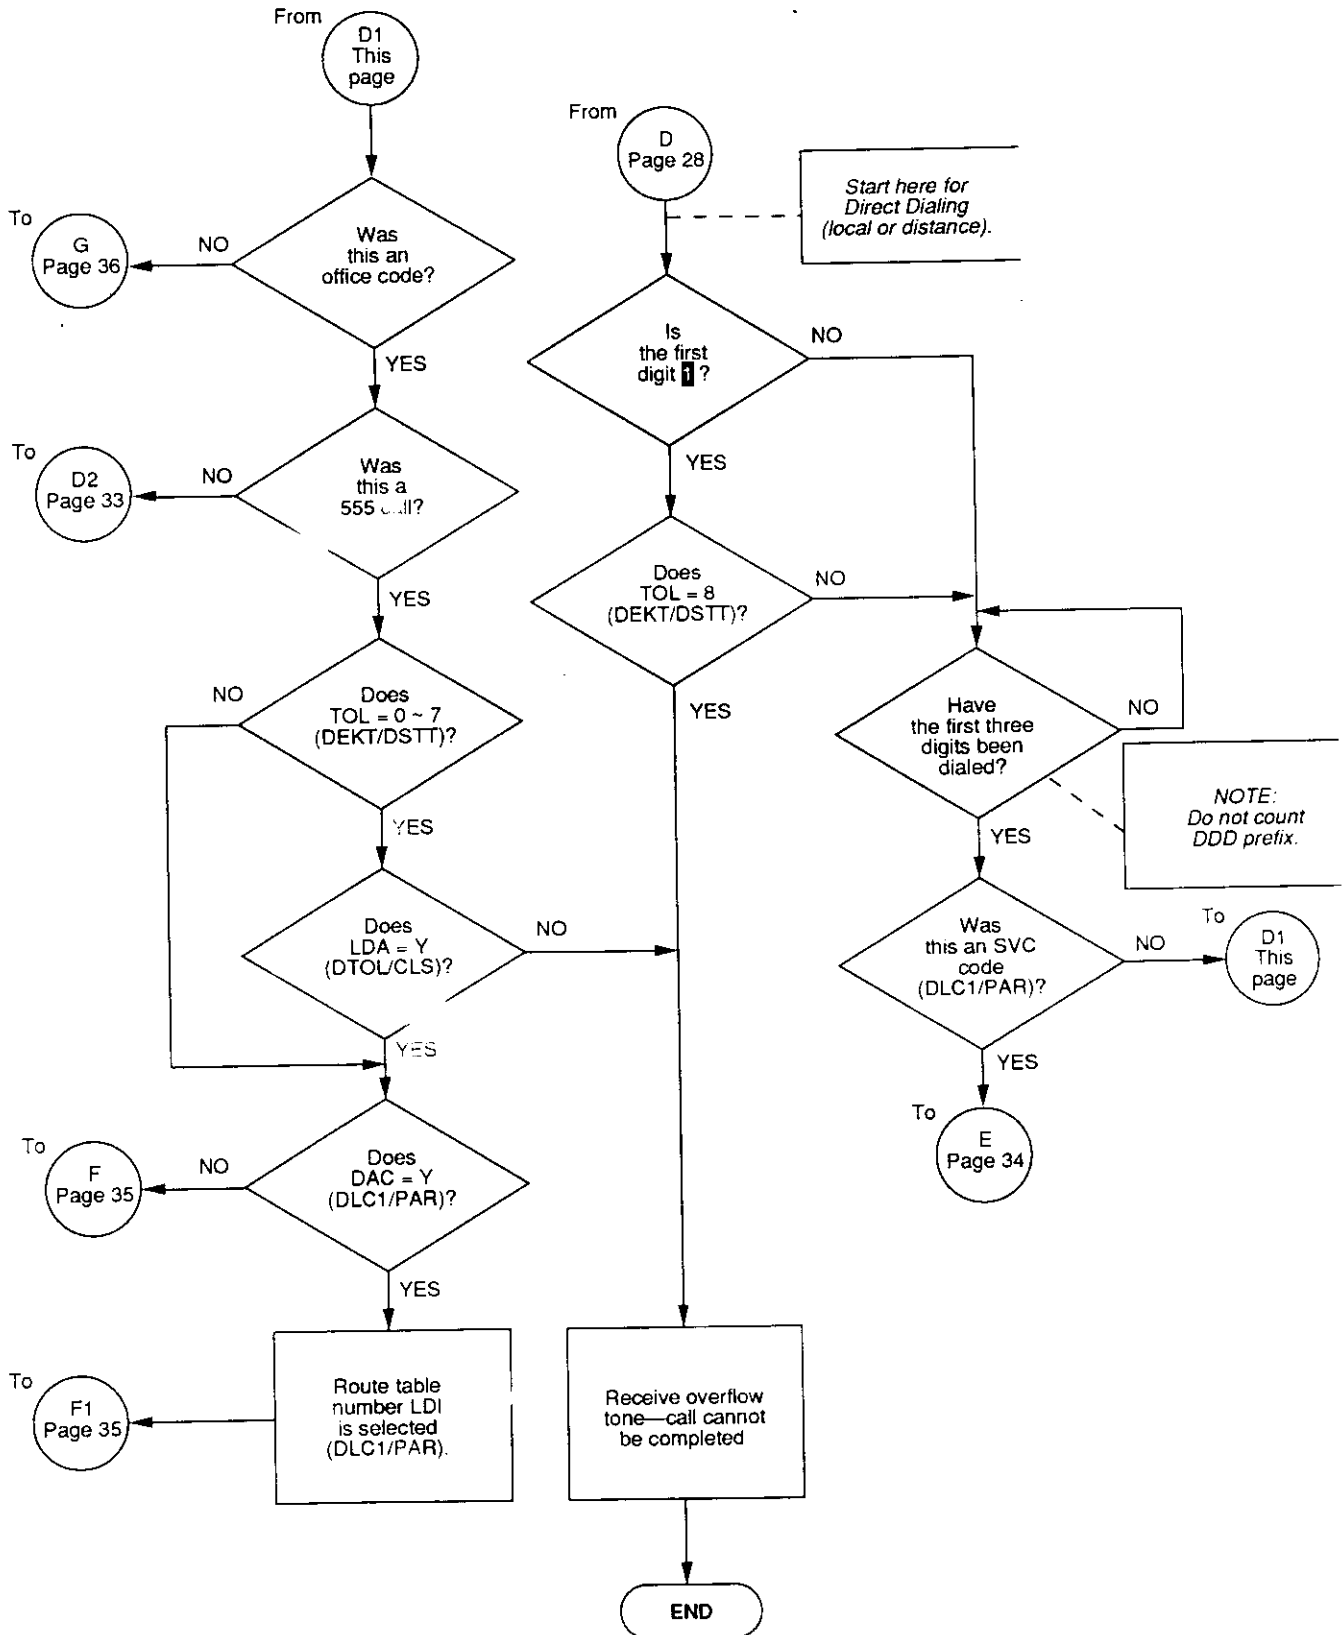 From
D1
This
page
Was
this an
office code?
NO
To
G
Page 36
YES
Was
this a
555
NO
To
D2
Page 33
YES
Does
TOL = 0 ~ 7
(DEKT/DSTT)?
NO
YES
Does
LDA = Y
(DTOL/CLS)?
NO
YES
Does
DAC = Y
(DLC1/PAR)?
NO
To
F
Page 35
YES
Route table
number LDI
is selected
(DLC1/PAR).
To
F1
Page 35
From
D
Page 28
Start here for
Direct Dialing
(local or distance).
Is
the first
digit 1 ?
NO
YES
Does
TOL = 8
(DEKT/DSTT)?
NO
YES
Receive overflow
tone—call cannot
be completed
END
Have
the first three
digits been
dialed?
NO
NOTE:
Do not count
DDD prefix.
YES
Was
this an SVC
code
(DLC1/PAR)?
NO
To
D1
This
page
YES
To
E
Page 34